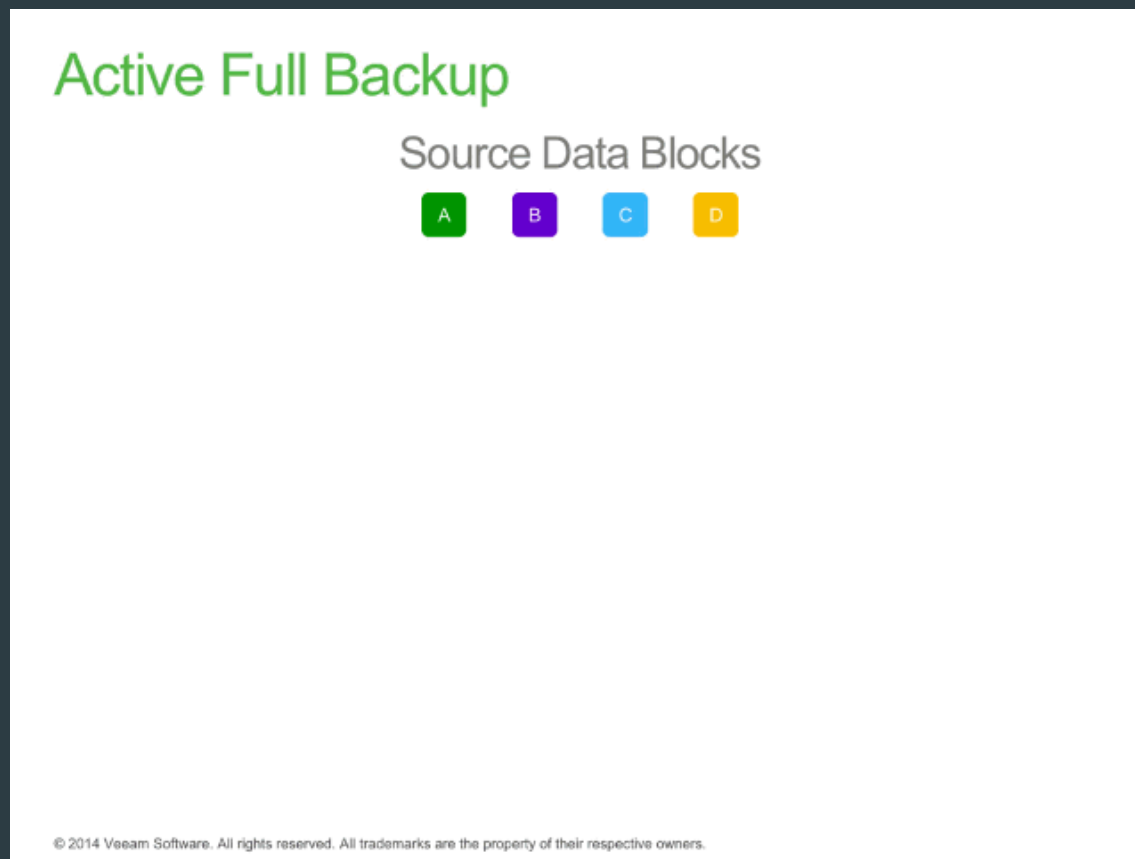 Active Full Backup
Source Data Blocks
A B C D
© 2014 Veeam Software. All rights reserved. All trademarks are the property of their respective owners.